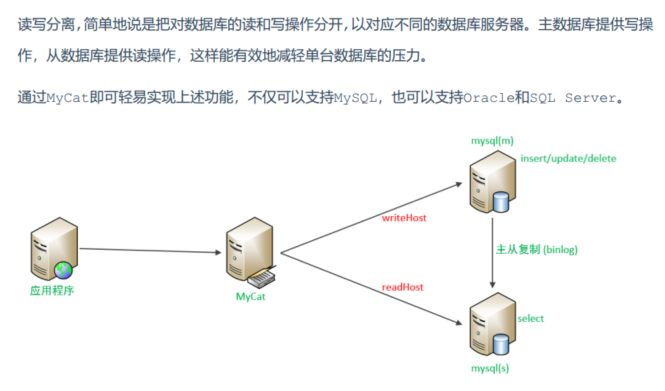 读写分离,简单地说是把对数据库的读和写操作分开,以对应不同的数据库服务器。主数据库提供写操
作，从数据库提供读操作，这样能有效地减轻单台数据库的压力。
通过MyCat即可轻易实现上述功能，不仅可以支持MySQL，也可以支持Oracle和SQL Server。
mysql(m)
insert/update/delete
writeHost
主从复制 (binlog)
应用程序
MyCat
readHost
select
mysql(s)